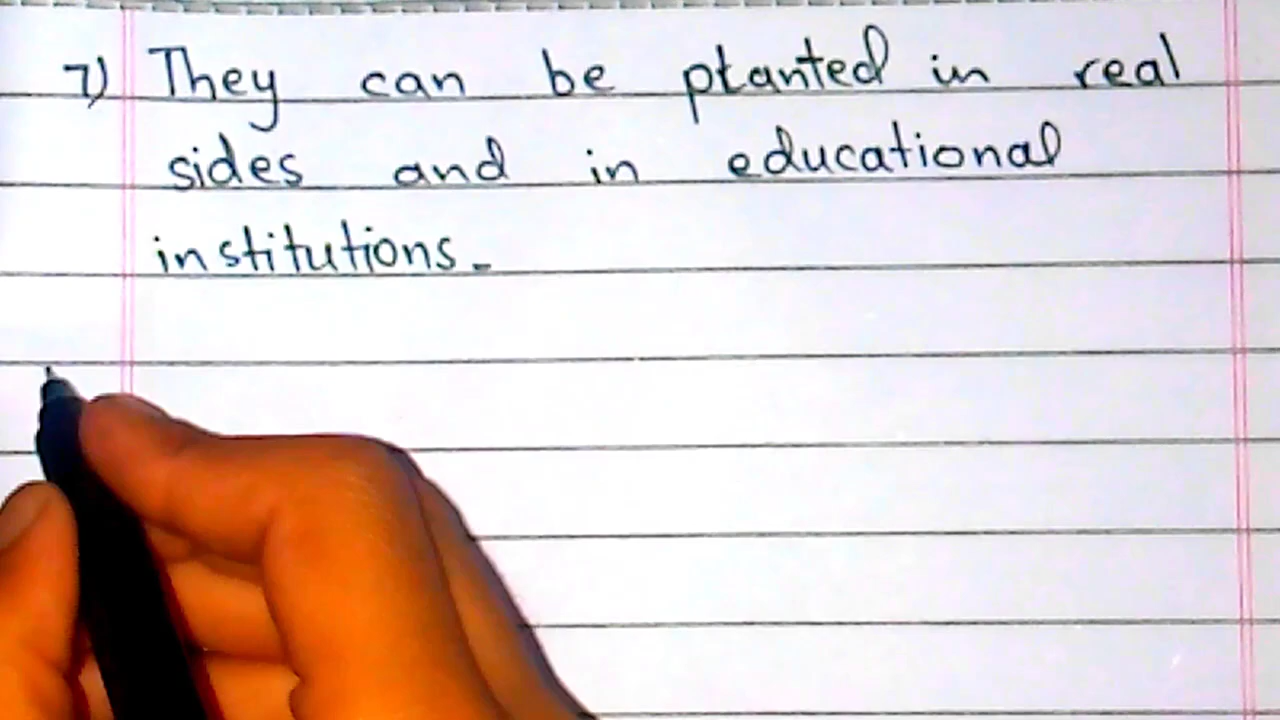 7) They can be planted in real
sides and in educational
institutions.